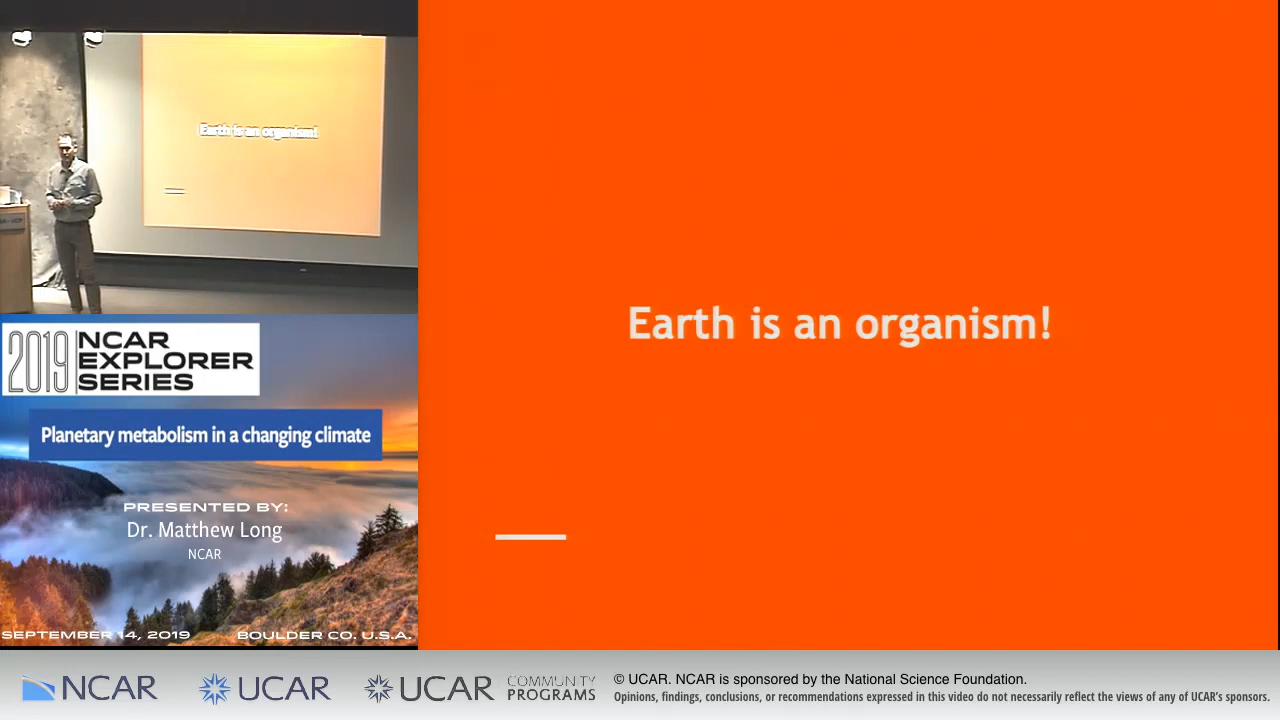 Earth is an organism!
2019 NCAR
EXPLORER
SERIES
Planetary metabolism in a changing climate
PRESENTED BY:
Dr. Matthew Long
NCAR
SEPTEMBER 14, 2019 BOULDER CO. U.S.A.
Earth is an organism!
NCAR
UCAR
UCAR COMMUNITY
PROGRAMS
© UCAR. NCAR is sponsored by the National Science Foundation.
Opinions, findings, conclusions, or recommendations expressed in this video do not necessarily reflect the views of any of UCAR's sponsors.